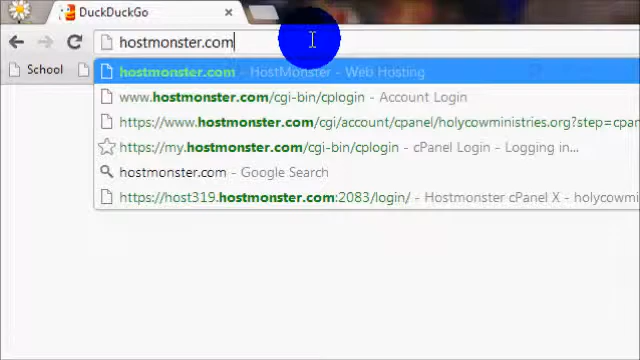 DuckDuckGo
hostmonster.com
School
hostmonster.com - HostMonster - Web Hosting
www.hostmonster.com/cgi-bin/cplogin - Account Login
https://www.hostmonster.com/cgi/account/cpanel/holycowministries.org?step=cpan
https://my.hostmonster.com/cgi-bin/cplogin - cPanel Login - Logging in...
hostmonster.com - Google Search
https://host319.hostmonster.com:2083/login/ - Hostmonster cPanel X - holycowmi